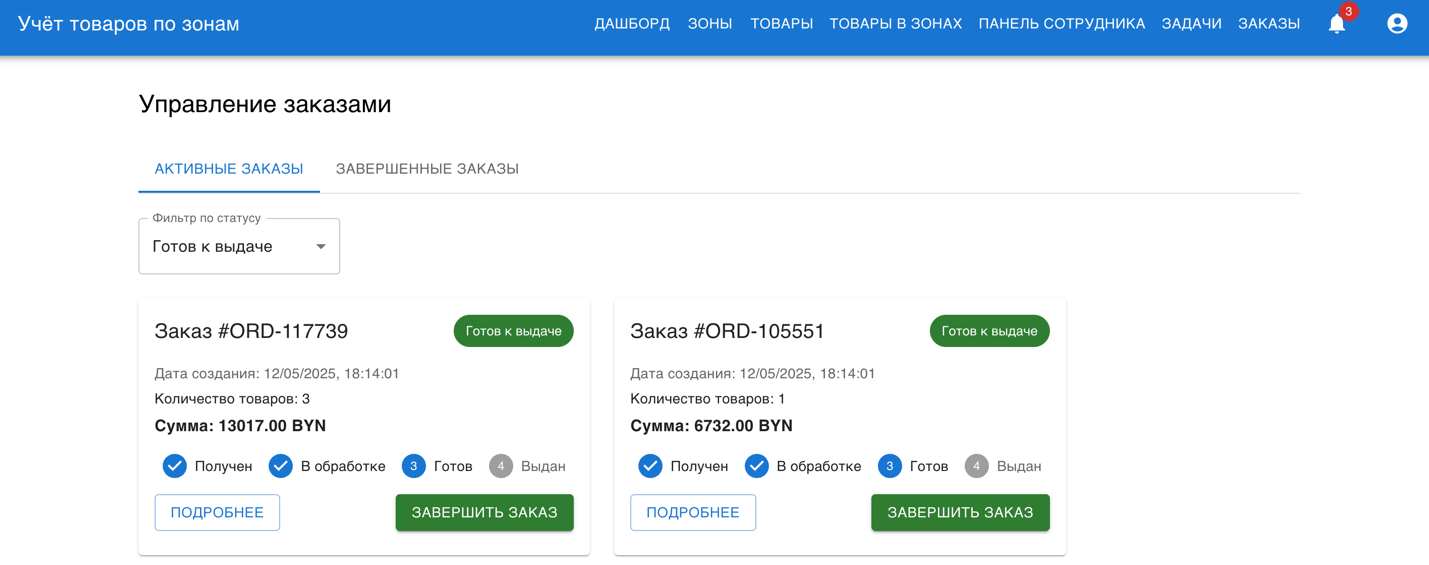 Учёт товаров по зонам
ДАШБОРД ЗОНЫ ТОВАРЫ ТОВАРЫ В ЗОНАХ ПАНЕЛЬ СОТРУДНИКА ЗАДАЧИ ЗАКАЗЫ 3
Управление заказами
АКТИВНЫЕ ЗАКАЗЫ ЗАВЕРШЕННЫЕ ЗАКАЗЫ
Фильтр по статусу
Готов к выдаче
Заказ #ORD-117739 Готов к выдаче
Дата создания: 12/05/2025, 18:14:01
Количество товаров: 3
Сумма: 13017.00 BYN
Получен В обработке 3 Готов 4 Выдан
ПОДРОБНЕЕ ЗАВЕРШИТЬ ЗАКАЗ
Заказ #ORD-105551 Готов к выдаче
Дата создания: 12/05/2025, 18:14:01
Количество товаров: 1
Сумма: 6732.00 BYN
Получен В обработке 3 Готов 4 Выдан
ПОДРОБНЕЕ ЗАВЕРШИТЬ ЗАКАЗ